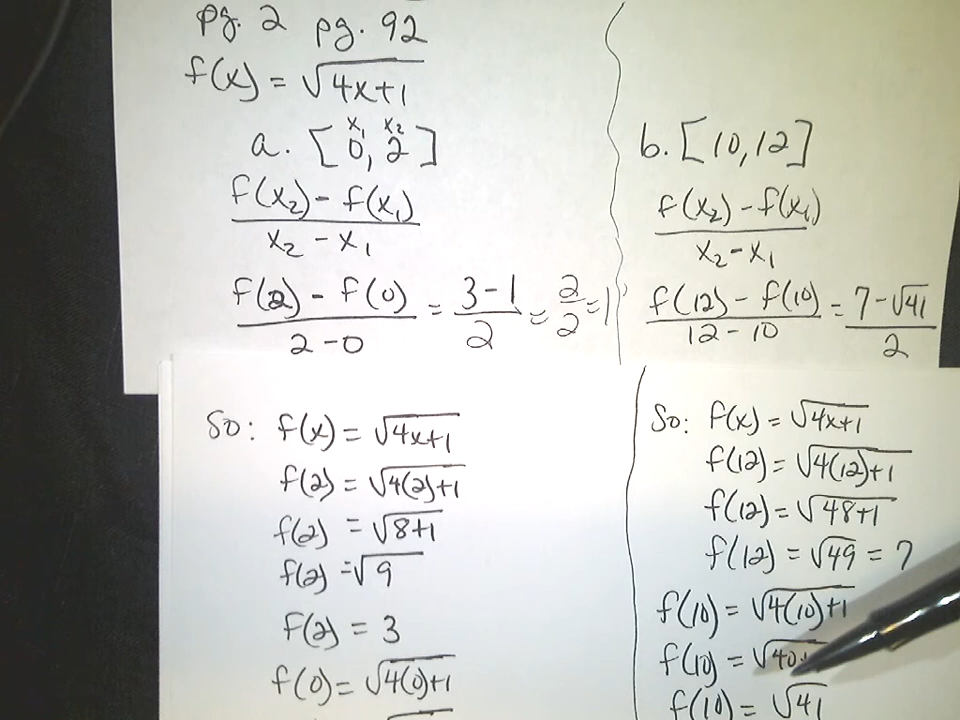 pg. 2 pg. 92
f(x) = √4x+1
a. [0, 2]
x₁ x₂
f(x₂) - f(x₁)
x₂ - x₁
f(2) - f(0) = 3 - 1 = 2 = 1
2 - 0 2 2
So: f(x) = √4x+1
f(2) = √4(2)+1
f(2) = √8+1
f(2) = √9
f(2) = 3
f(0) = √4(0)+1
b. [10, 12]
f(x₂) - f(x₁)
x₂ - x₁
f(12) - f(10) = 7 - √41
12 - 10 2
So: f(x) = √4x+1
f(12) = √4(12)+1
f(12) = √48+1
f(12) = √49 = 7
f(10) = √4(10)+1
f(10) = √40
f(10) = √41